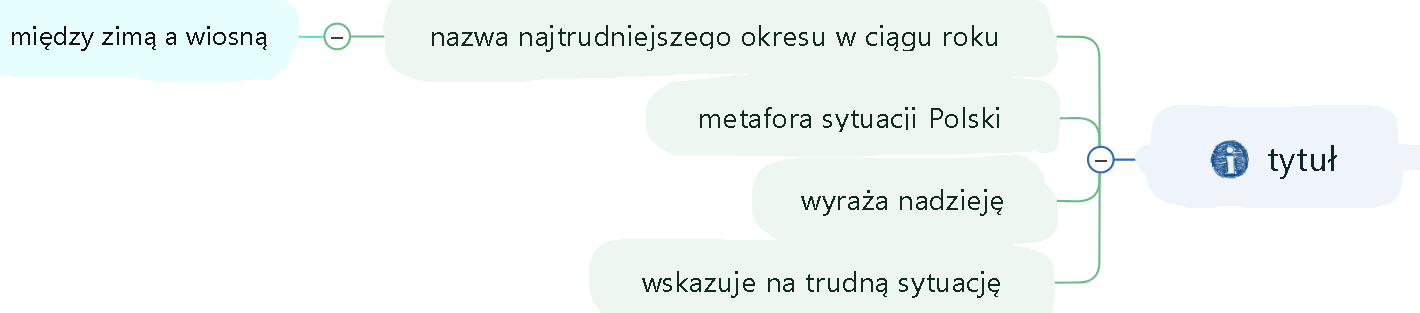 między zimą a wiosną
nazwa najtrudniejszego okresu w ciągu roku
metafora sytuacji Polski
tytuł
wyraża nadzieję
wskazuje na trudną sytuację